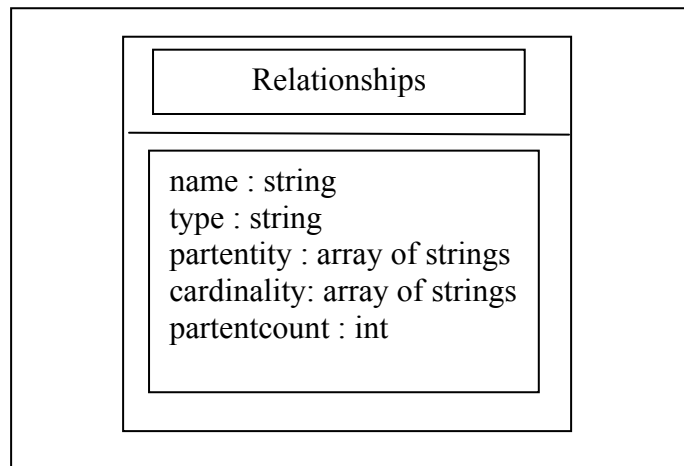 Relationships
name : string
type : string
partentity : array of strings
cardinality: array of strings
partentcount : int